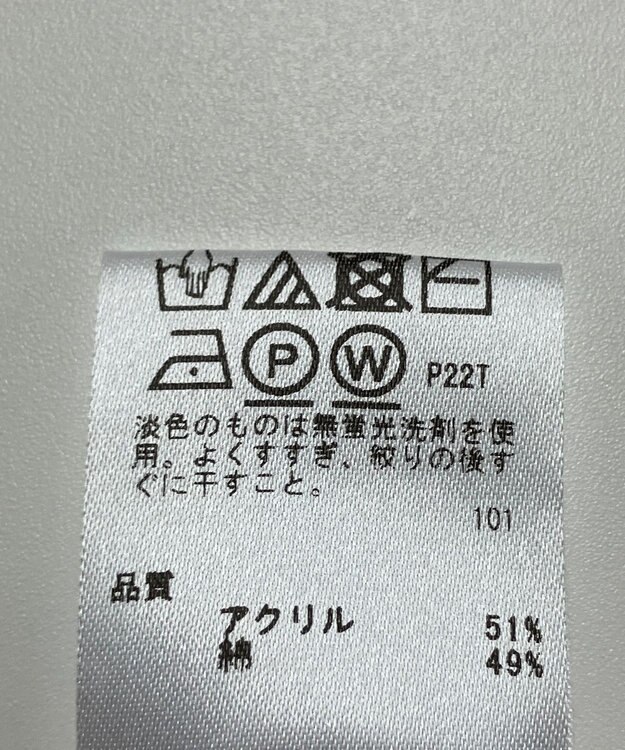 P
W
P22T
淡色のものは無蛍光洗剤を使
用。よくすすぎ、絞りの後す
ぐに干すこと。
101
品質
アクリル 51%
綿 49%